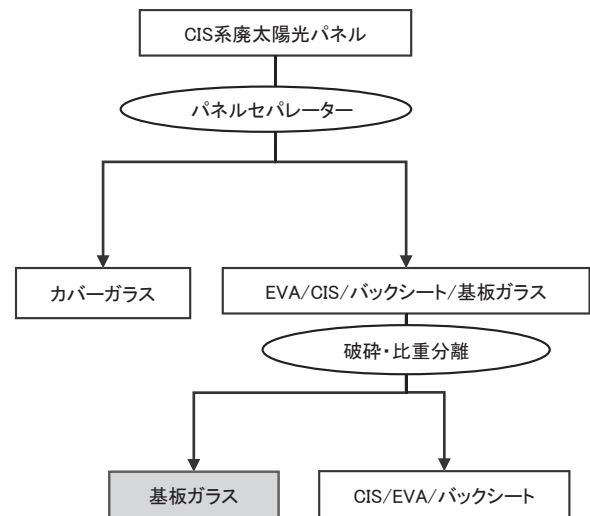 CIS系廃太陽光パネル
パネルセパレーター
カバーガラス
EVA/CIS/バックシート/基板ガラス
破砕・比重分離
基板ガラス
CIS/EVA/バックシート